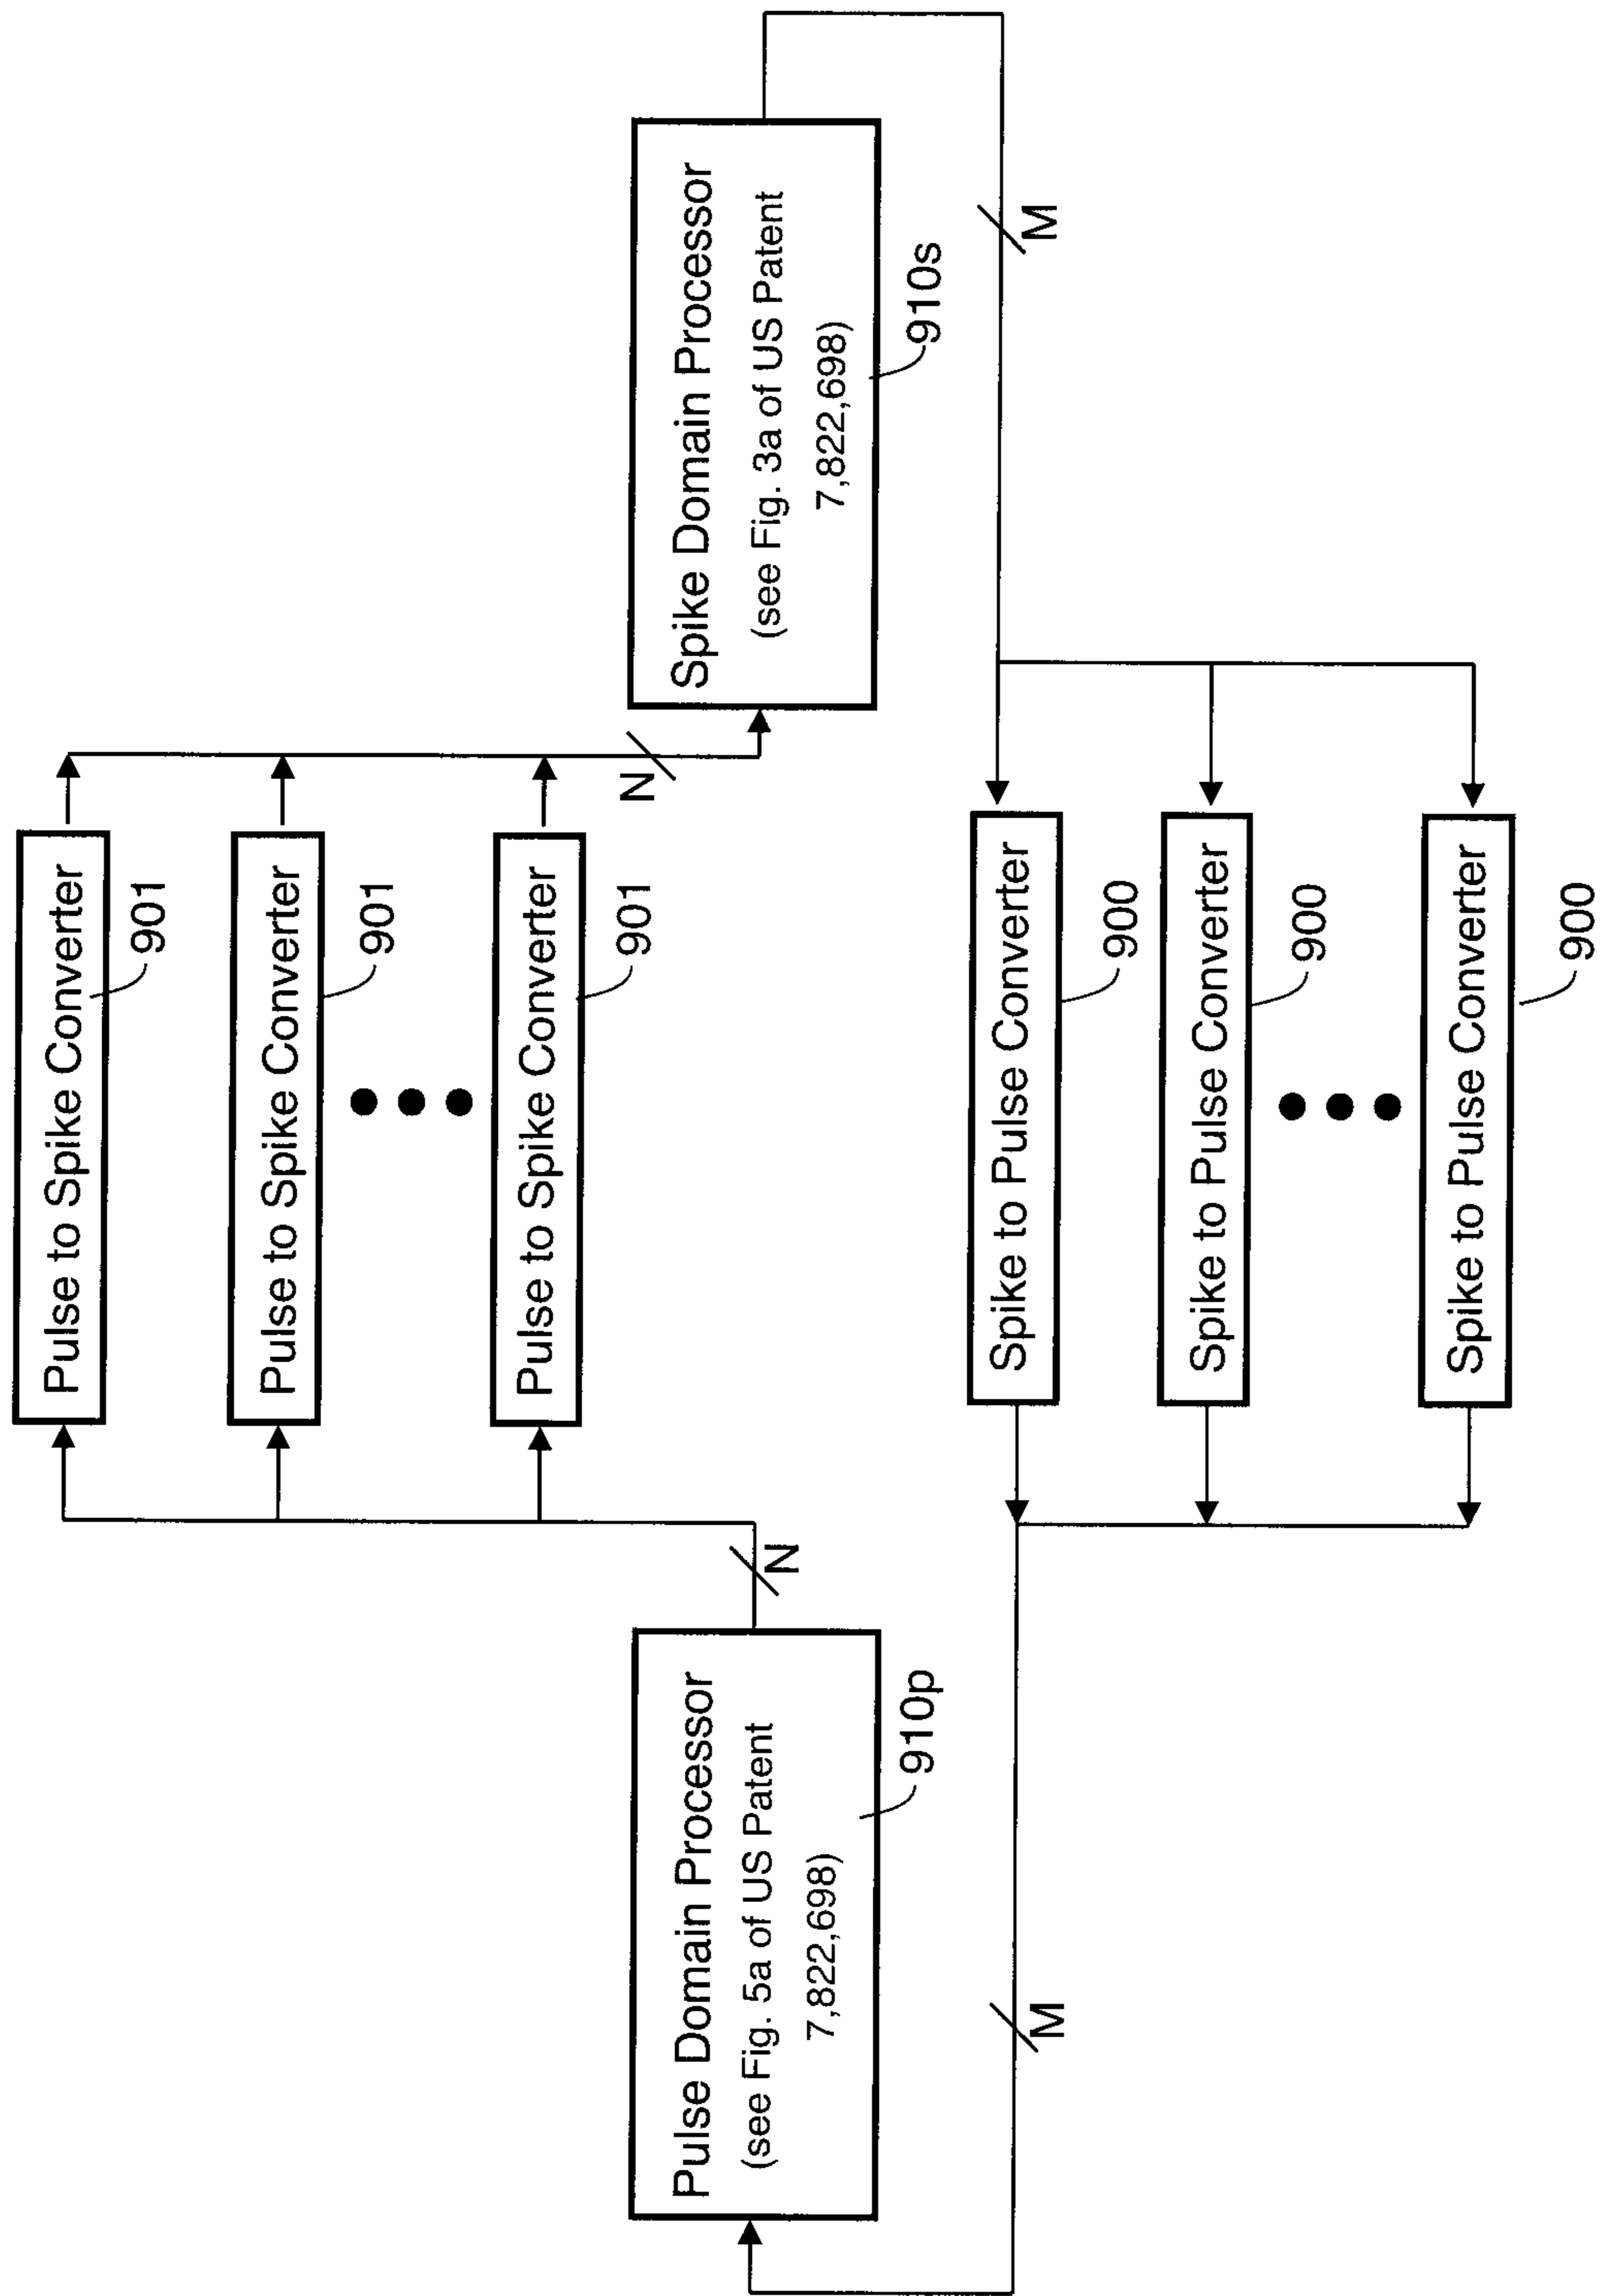 Pulse to Spike Converter
901
Pulse to Spike Converter
901
Pulse to Spike Converter
901
N
N
Pulse Domain Processor
(see Fig. 5a of US Patent
7,822,698)
910p
Spike Domain Processor
(see Fig. 3a of US Patent
7,822,698)
910s
M
M
Spike to Pulse Converter
900
Spike to Pulse Converter
900
Spike to Pulse Converter
900